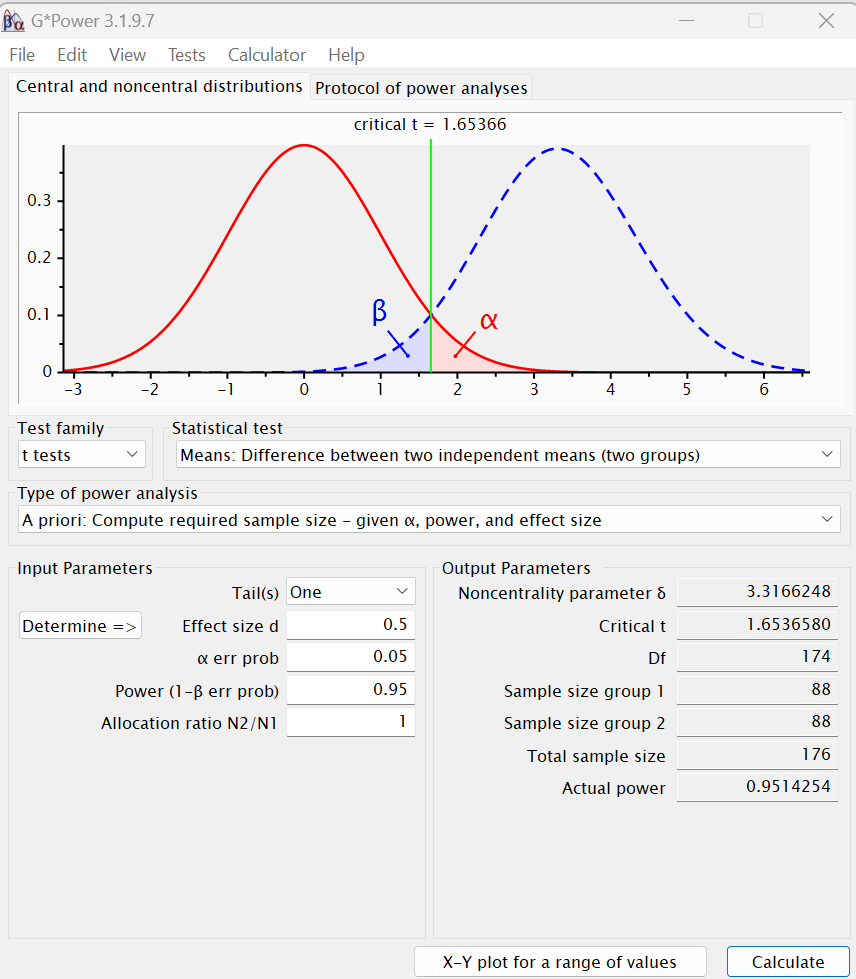 β α G*Power 3.1.9.7
File Edit View Tests Calculator Help
Central and noncentral distributions Protocol of power analyses
critical t = 1.65366
0.3
0.2
0.1
0
β
α
-3 -2 -1 0 1 2 3 4 5 6
Test family Statistical test
t tests Means: Difference between two independent means (two groups)
Type of power analysis
A priori: Compute required sample size - given α, power, and effect size
Input Parameters Output Parameters
Tail(s) One Noncentrality parameter δ 3.3166248
Determine => Effect size d 0.5 Critical t 1.6536580
α err prob 0.05 Df 174
Power (1-β err prob) 0.95 Sample size group 1 88
Allocation ratio N2/N1 1 Sample size group 2 88
Total sample size 176
Actual power 0.9514254
X-Y plot for a range of values Calculate